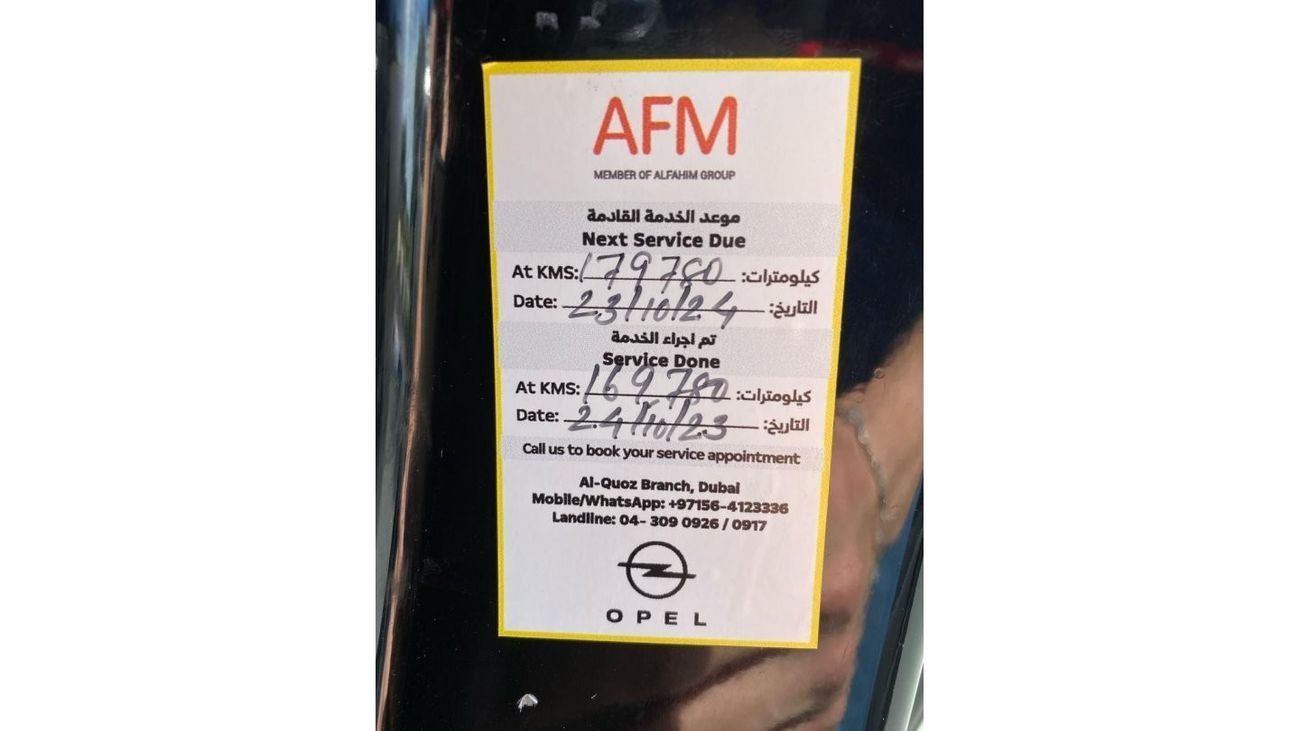 AFM
MEMBER OF ALFAHIM GROUP
موعد الخدمة القادمة
Next Service Due
At KMS: 179780 كيلومترات:
Date: 23/10/24 التاريخ:
تم اجراء الخدمة
Service Done
At KMS: 169780 كيلومترات:
Date: 24/10/23 التاريخ:
Call us to book your service appointment
Al-Quoz Branch, Dubai
Mobile/WhatsApp: +97156-4123336
Landline: 04- 309 0926 / 0917
OPEL